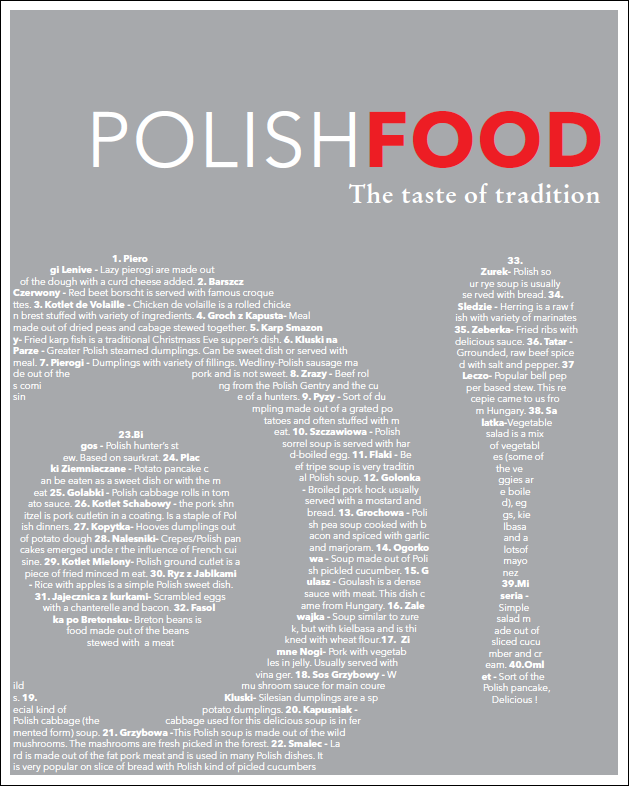 POLISHFOOD
The taste of tradition
1. Piero
gi Lenive - Lazy pierogi are made out
of the dough with a curd cheese added. 2. Barszcz
Czerwony - Red beet borscht is served with famous croque
ttes. 3. Kotlet de Volaille - Chicken de volaille is a rolled chicke
n brest stuffed with variety of ingredients. 4. Groch z Kapusta- Meal
made out of dried peas and cabage stewed together. 5. Karp Smazon
y- Fried karp fish is a traditional Christmass Eve supper's dish. 6. Kluski na
Parze - Greater Polish steamed dumplings. Can be sweet dish or served with
meal. 7. Pierogi - Dumplings with variety of fillings. Wedliny-Polish sausage ma
de out of the pork and is not sweet. 8. Zrazy - Beef rol
s comi ng from the Polish Gentry and the cu
sin e of a hunters. 9. Pyzy - Sort of du
mpling made out of a grated po
tatoes and often stuffed with m
eat. 10. Szczawiowa - Polish
sorrel soup is served with har
d-boiled egg. 11. Flaki - Be
ef tripe soup is very traditin
al Polish soup. 12. Golonka
- Broiled pork hock usually
served with a mostard and
bread. 13. Grochowa - Poli
sh pea soup cooked with b
acon and spiced with garlic
and marjoram. 14. Ogorko
wa - Soup made out of Poli
sh pickled cucumber. 15. G
ulasz - Goulash is a dense
sauce with meat. This dish c
ame from Hungary. 16. Zale
wajka - Soup similar to zure
k, but with kielbasa and is thi
kned with wheat flour.17. Zi
mne Nogi- Pork with vegetab
les in jelly. Usually served with
vina ger. 18. Sos Grzybowy - W
ild mu shroom sauce for main coure
s. 19. Kluski- Silesian dumplings are a sp
ecial kind of potato dumplings. 20. Kapusniak -
Polish cabbage (the cabbage used for this delicious soup is in fer
mented form) soup. 21. Grzybowa -This Polish soup is made out of the wild
mushrooms. The mashrooms are fresh picked in the forest. 22. Smalec - La
rd is made out of the fat pork meat and is used in many Polish dishes. It
is very popular on slice of bread with Polish kind of picled cucumbers
23.Bi
gos - Polish hunter's st
ew. Based on saurkrat. 24. Plac
ki Ziemniaczane - Potato pancake c
an be eaten as a sweet dish or with the m
eat 25. Golabki - Polish cabbage rolls in tom
ato sauce. 26. Kotlet Schabowy - the pork shn
itzel is pork cutletin in a coating. Is a staple of Pol
ish dinners. 27. Kopytka- Hooves dumplings out
of potato dough 28. Nalesniki- Crepes/Polish pan
cakes emerged unde r the influence of French cui
sine. 29. Kotlet Mielony- Polish ground cutlet is a
piece of fried minced m eat. 30. Ryz z Jablkami
- Rice with apples is a simple Polish sweet dish.
31. Jajecznica z kurkami- Scrambled eggs
with a chanterelle and bacon. 32. Fasol
ka po Bretonsku- Breton beans is
food made out of the beans
stewed with a meat
33.
Zurek- Polish so
ur rye soup is usually
se rved with bread. 34.
Sledzie - Herring is a raw f
ish with variety of marinates
35. Zeberka- Fried ribs with
delicious sauce. 36. Tatar -
Grrounded, raw beef spice
d with salt and pepper. 37
Leczo- Popular bell pep
per based stew. This re
cepie came to us fro
m Hungary. 38. Sa
latka-Vegetable
salad is a mix
of vegetabl
es (some of
the ve
ggies ar
e boile
d), eg
gs, kie
lbasa
and a
lotsof
mayo
nez
39.Mi
seria -
Simple
salad m
ade out of
sliced cucu
mber and cr
eam. 40.Oml
et - Sort of the
Polish pancake,
Delicious !